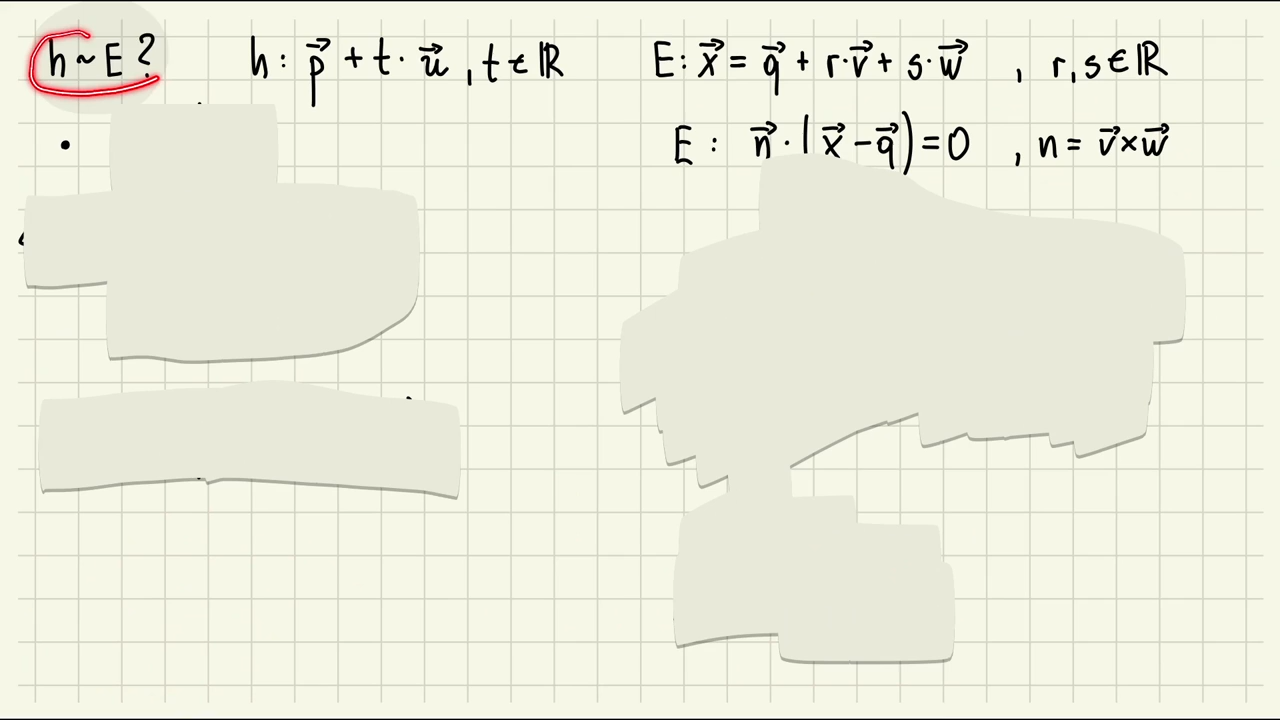 h ~ E ? h : p⃗ + t · u⃗ , t ∈ ℝ E : x⃗ = q⃗ + r · v⃗ + s · w⃗ , r, s ∈ ℝ
• E : n⃗ · ( x⃗ − q⃗ ) = 0 , n = v⃗ × w⃗